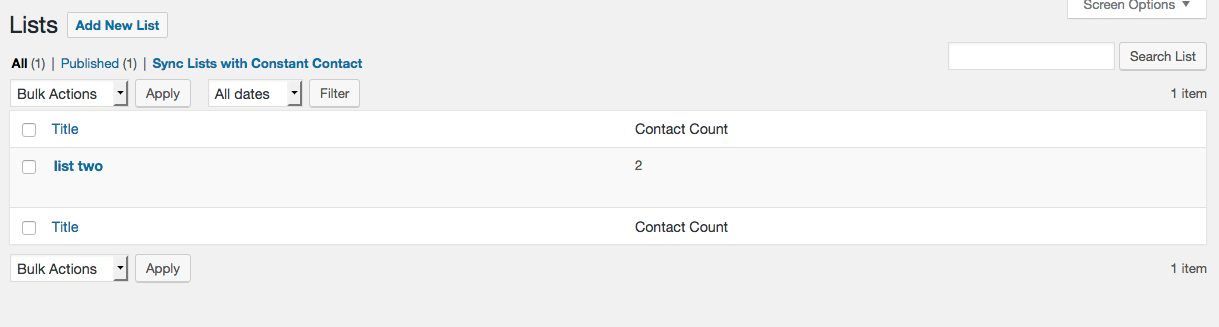 Screen Options ▼
Lists Add New List
All (1) | Published (1) | Sync Lists with Constant Contact
Search List
Bulk Actions Apply All dates Filter 1 item
Title Contact Count
list two 2
Title Contact Count
Bulk Actions Apply 1 item